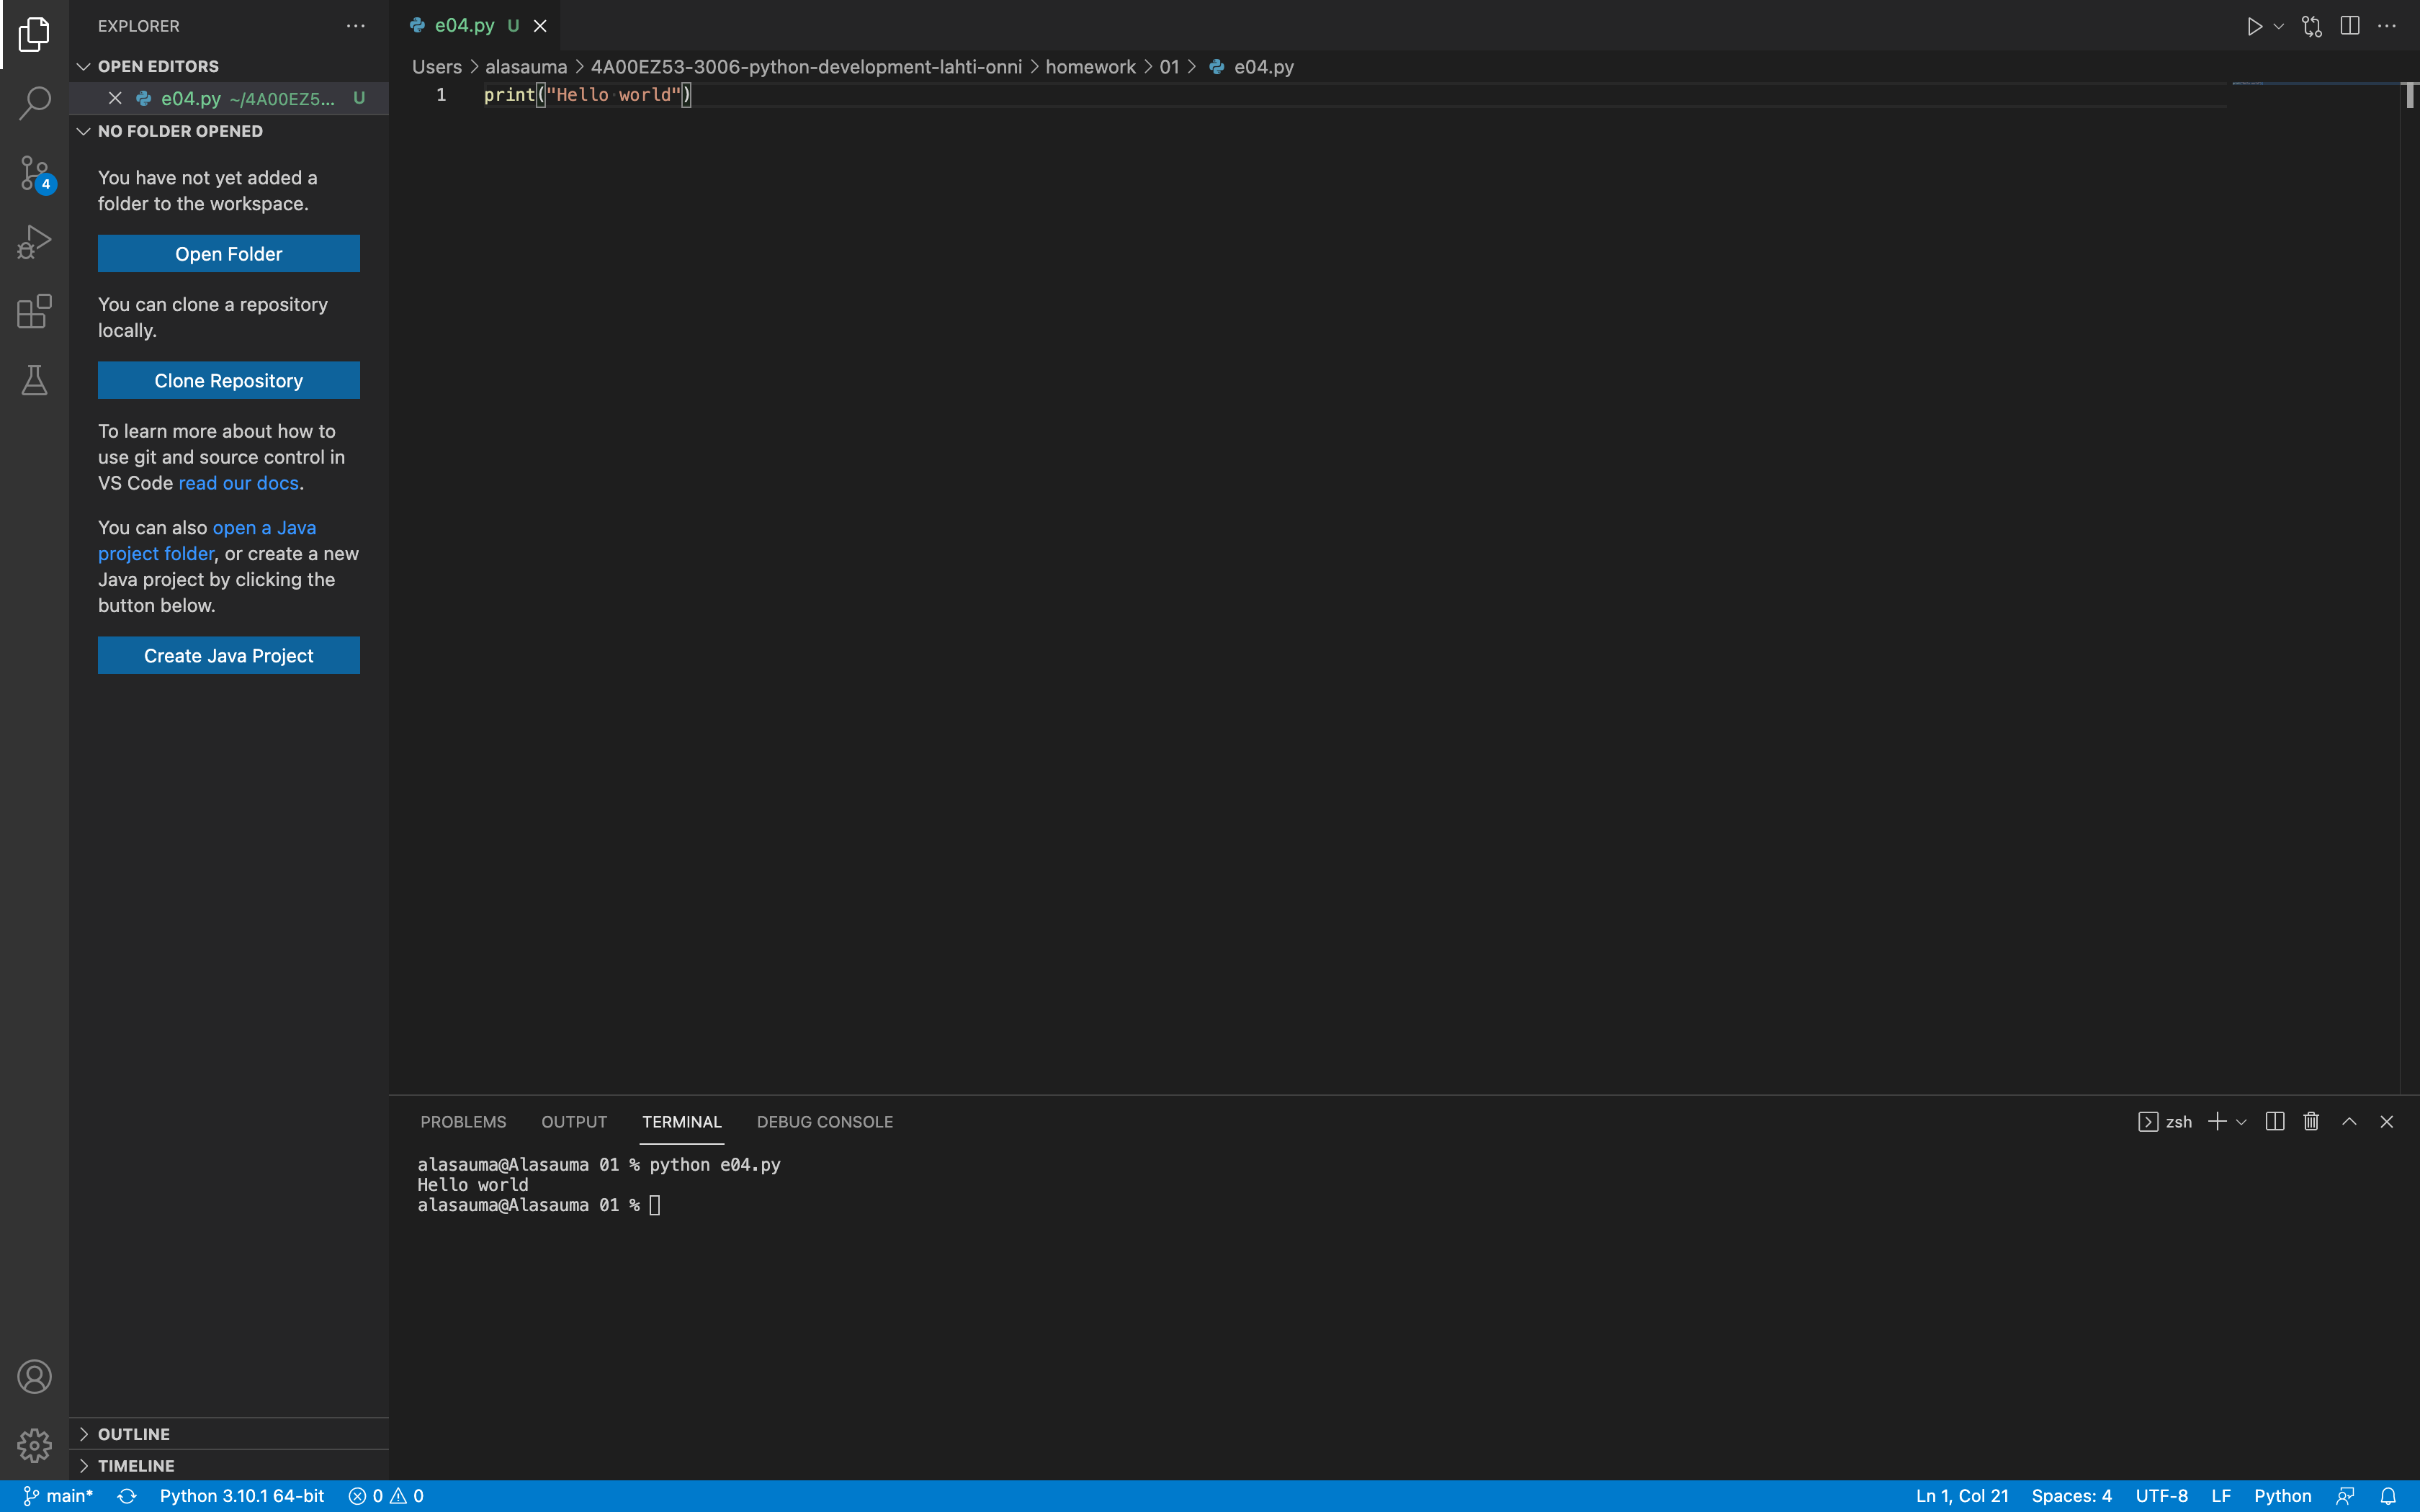 EXPLORER
OPEN EDITORS
e04.py ~/4A00EZ5... U
NO FOLDER OPENED
You have not yet added a
folder to the workspace.
Open Folder
You can clone a repository
locally.
Clone Repository
To learn more about how to
use git and source control in
VS Code read our docs.
You can also open a Java
project folder, or create a new
Java project by clicking the
button below.
Create Java Project
OUTLINE
TIMELINE
4
e04.py U
Users > alasauma > 4A00EZ53-3006-python-development-lahti-onni > homework > 01 > e04.py
1 print("Hello world")
PROBLEMS OUTPUT TERMINAL DEBUG CONSOLE
zsh
alasauma@Alasauma 01 % python e04.py
Hello world
alasauma@Alasauma 01 %
main* Python 3.10.1 64-bit 0 0 Ln 1, Col 21 Spaces: 4 UTF-8 LF Python